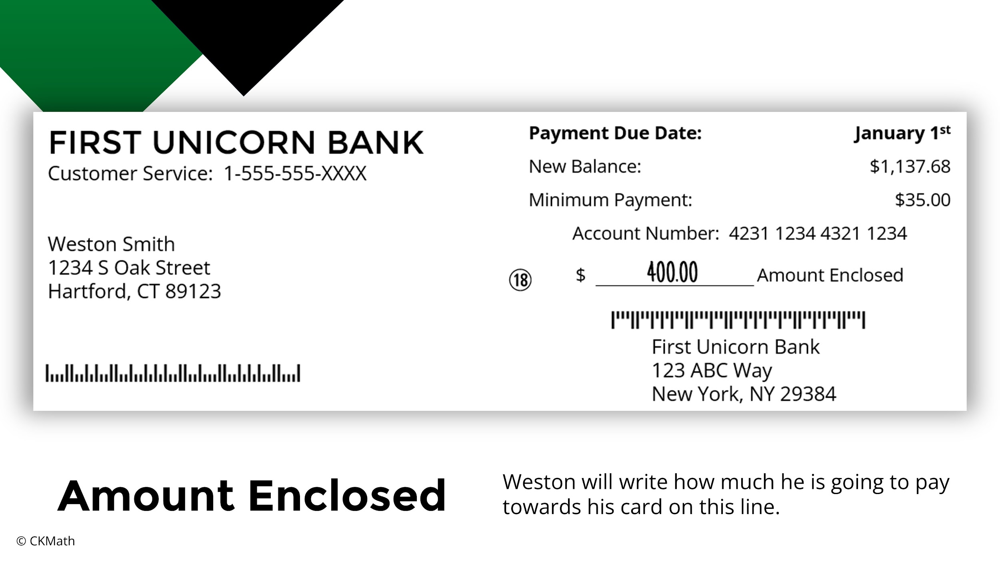 FIRST UNICORN BANK
Customer Service: 1-555-555-XXXX
Weston Smith
1234 S Oak Street
Hartford, CT 89123
Payment Due Date: January 1st
New Balance: $1,137.68
Minimum Payment: $35.00
Account Number: 4231 1234 4321 1234
18 $ 400.00 Amount Enclosed
First Unicorn Bank
123 ABC Way
New York, NY 29384
Amount Enclosed
Weston will write how much he is going to pay
towards his card on this line.
© CKMath